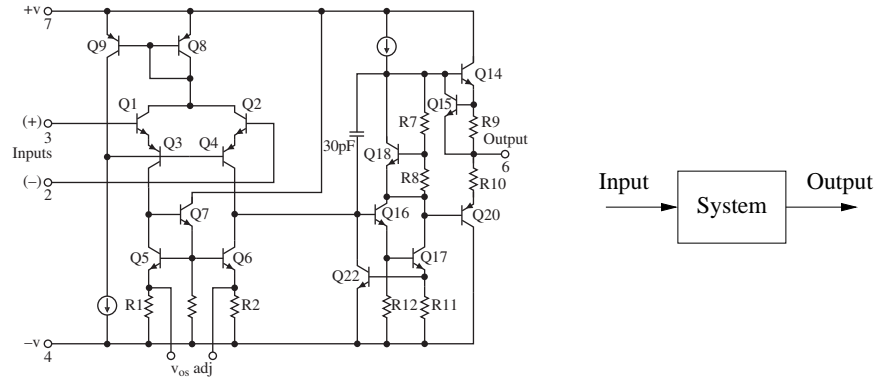 +v
7
Q9
Q8
Q14
Q1
Q2
Q15
(+)
3
R7
R9
30pF
Output
6
Inputs
Q3
Q4
Q18
(−)
2
R8
R10
Q7
Q16
Q20
Q5
Q6
Q22
Q17
R1
R2
R12
R11
−v
4
vos adj
Input
Output
System